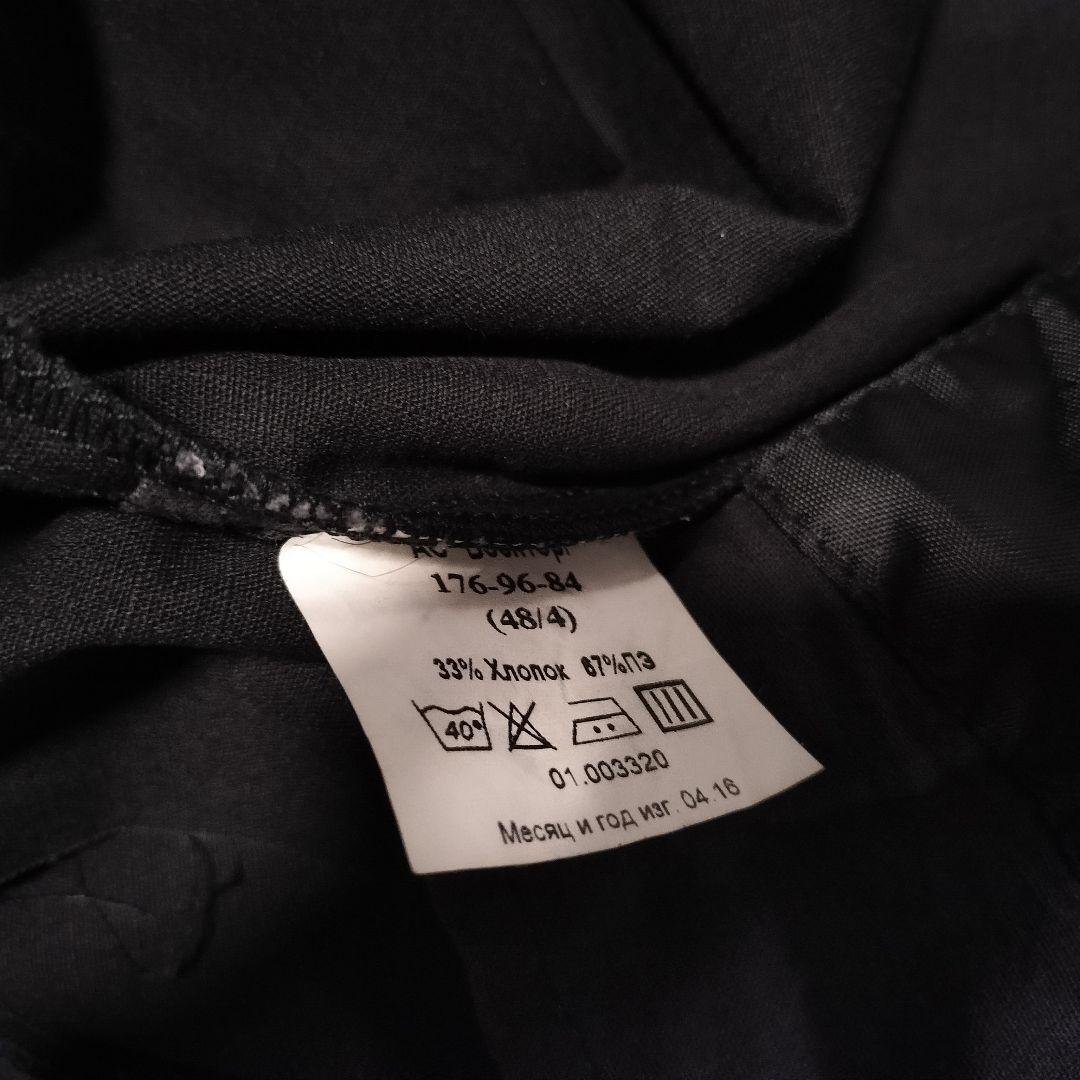 176-96-84
(48/4)
33% Хлопок 67%ПЭ
40°
01.003320
Месяц и год изг. 04.16